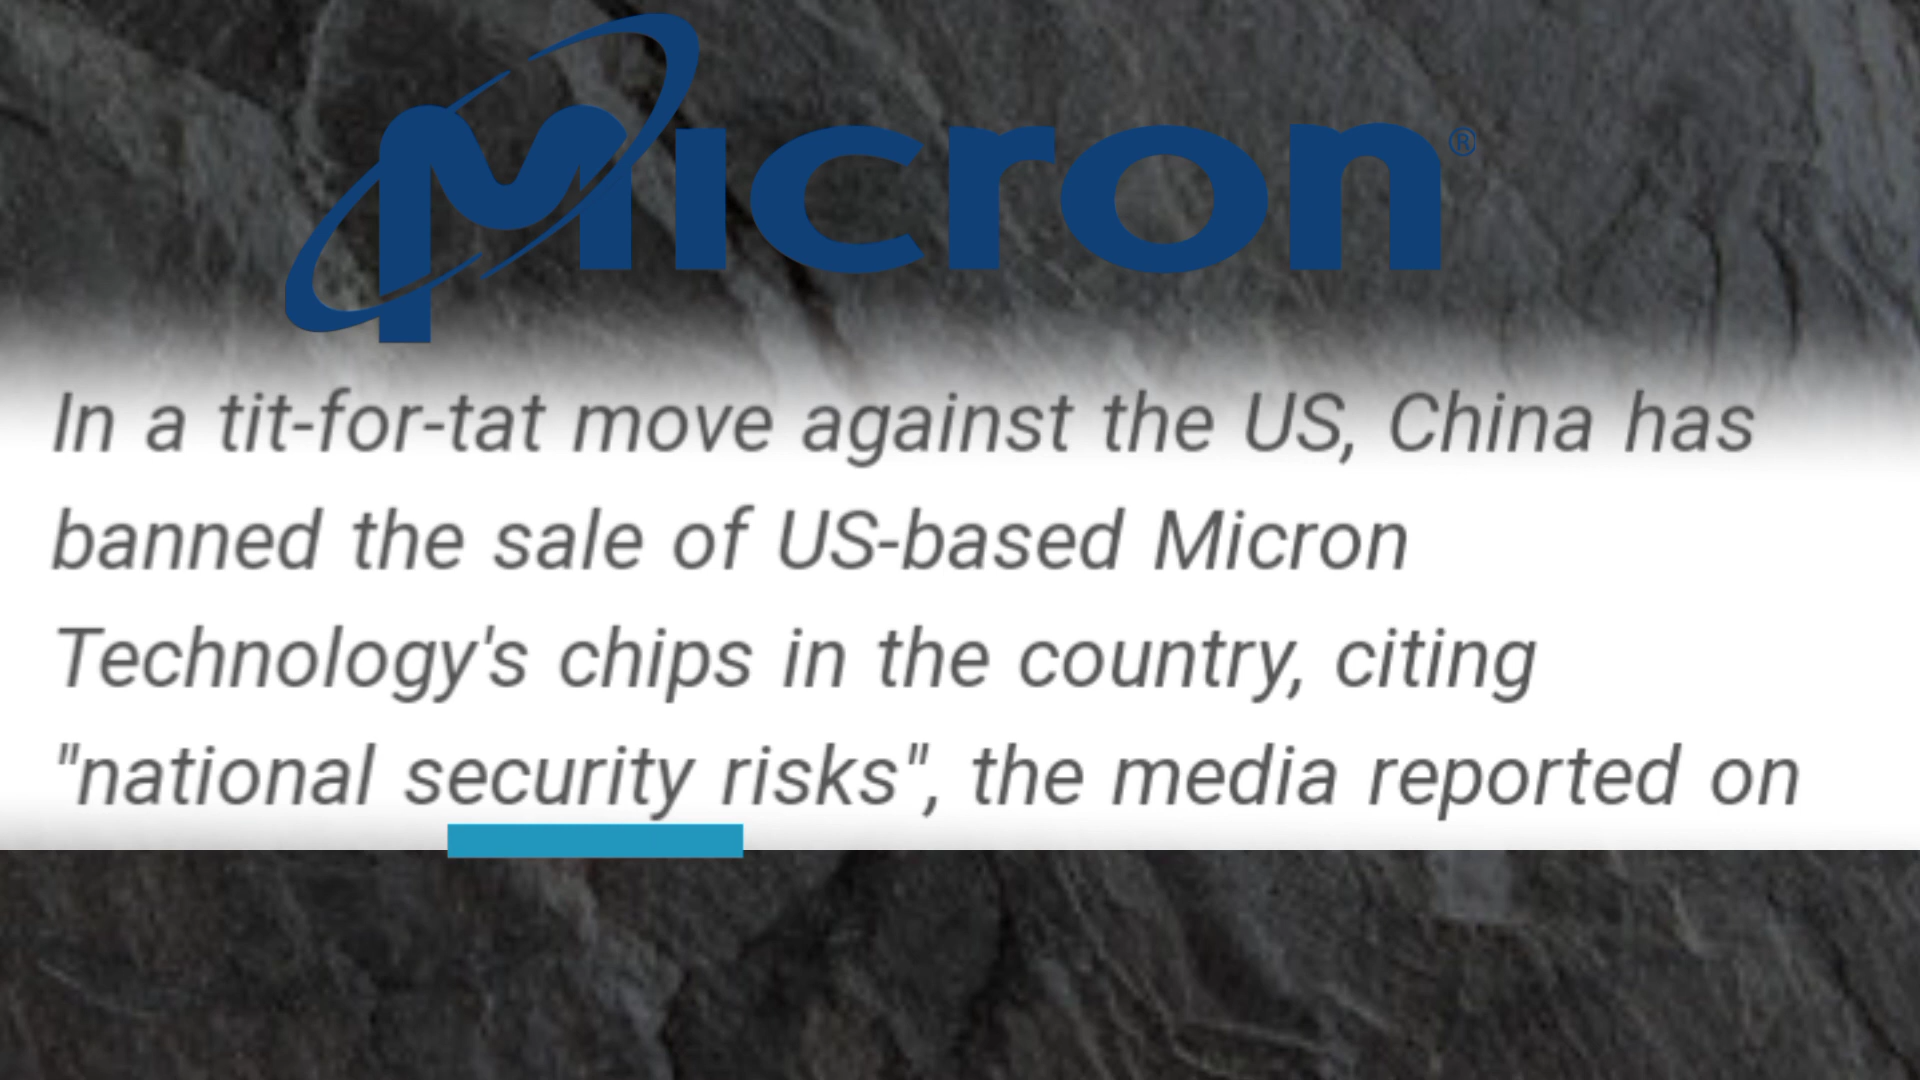 Micron®
In a tit-for-tat move against the US, China has
banned the sale of US-based Micron
Technology's chips in the country, citing
"national security risks", the media reported on